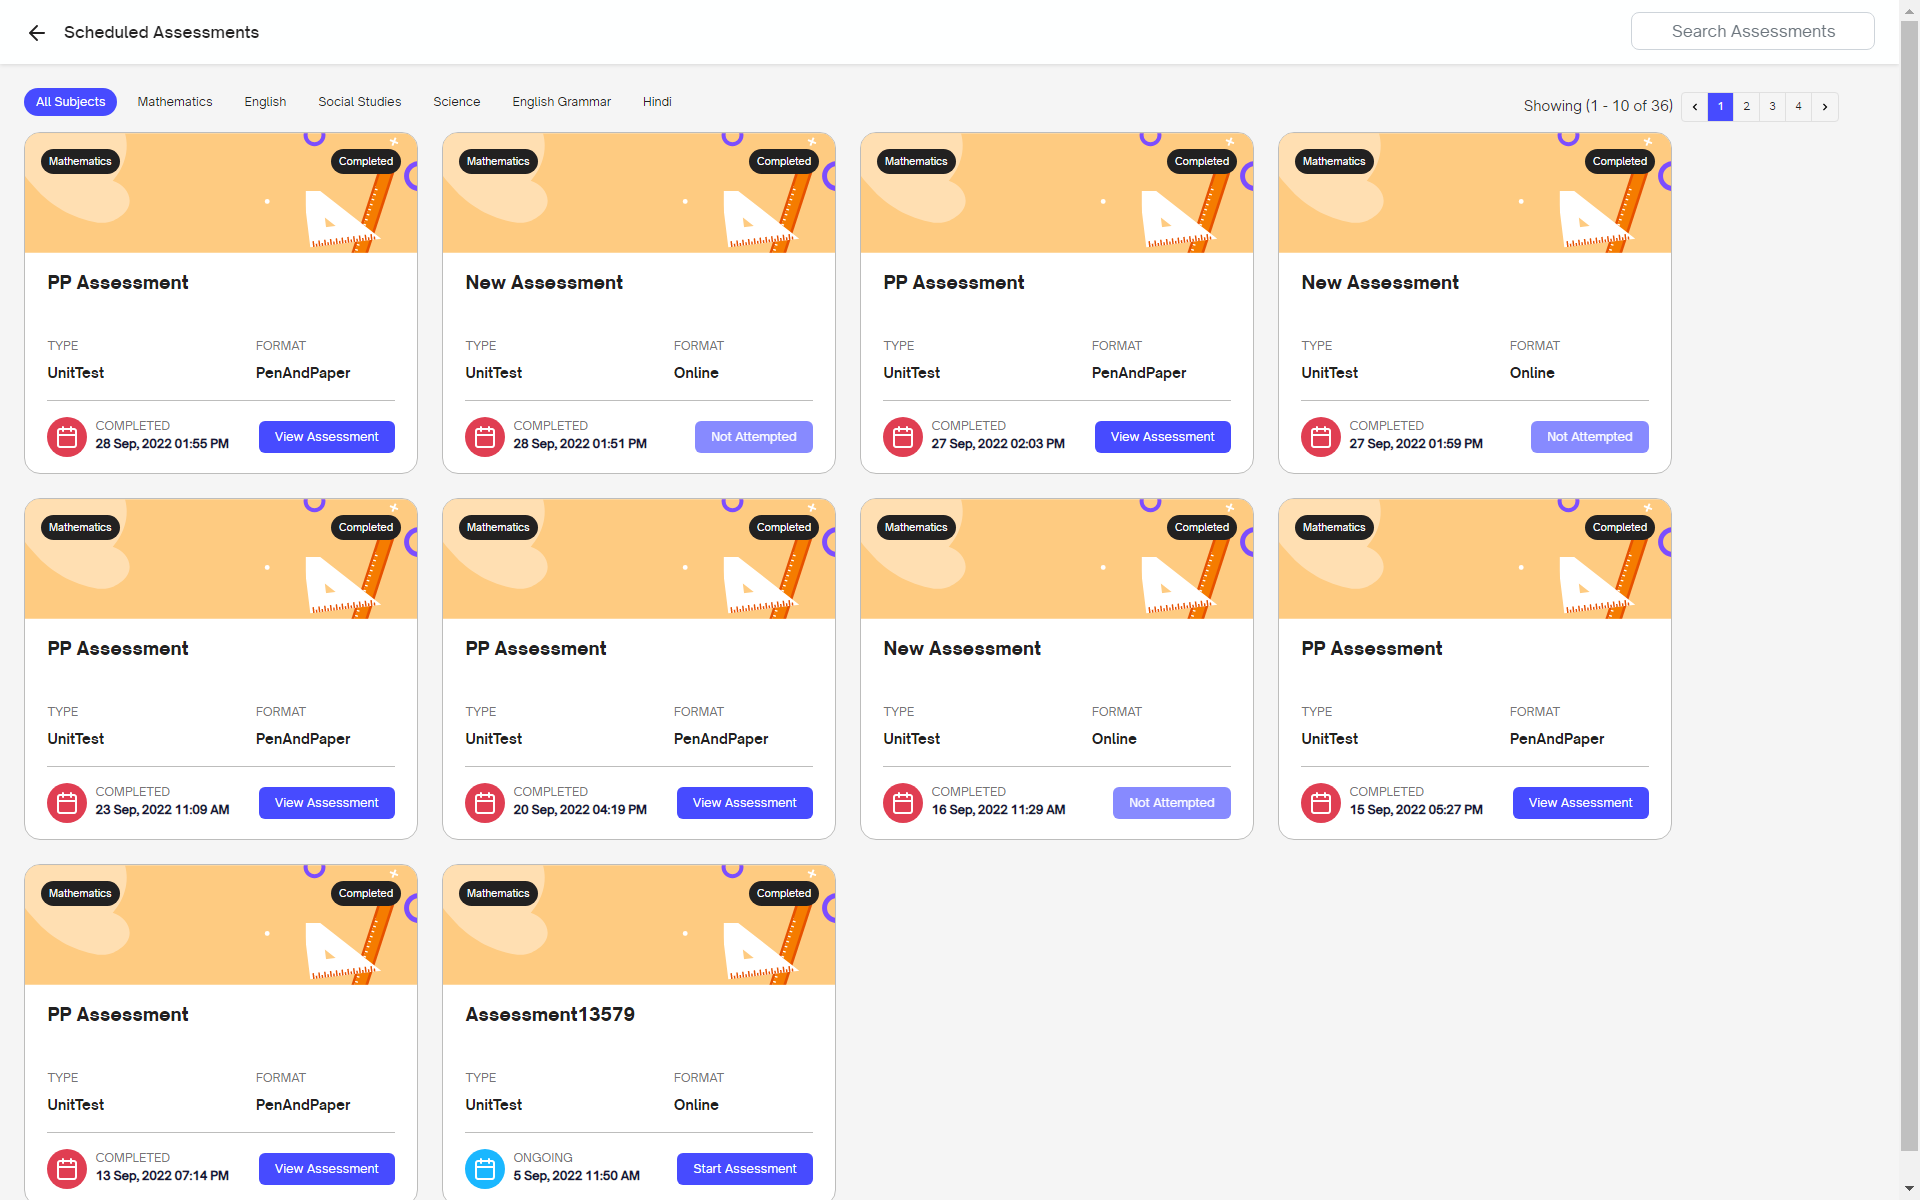 Scheduled Assessments
Search Assessments
All Subjects Mathematics English Social Studies Science English Grammar Hindi
Showing (1 - 10 of 36) ‹ 1 2 3 4 ›
Mathematics Completed Mathematics Completed Mathematics Completed Mathematics Completed
PP Assessment New Assessment PP Assessment New Assessment
TYPE FORMAT TYPE FORMAT TYPE FORMAT TYPE FORMAT
UnitTest PenAndPaper UnitTest Online UnitTest PenAndPaper UnitTest Online
COMPLETED COMPLETED COMPLETED COMPLETED
28 Sep, 2022 01:55 PM View Assessment 28 Sep, 2022 01:51 PM Not Attempted 27 Sep, 2022 02:03 PM View Assessment 27 Sep, 2022 01:59 PM Not Attempted
Mathematics Completed Mathematics Completed Mathematics Completed Mathematics Completed
PP Assessment PP Assessment New Assessment PP Assessment
TYPE FORMAT TYPE FORMAT TYPE FORMAT TYPE FORMAT
UnitTest PenAndPaper UnitTest PenAndPaper UnitTest Online UnitTest PenAndPaper
COMPLETED COMPLETED COMPLETED COMPLETED
23 Sep, 2022 11:09 AM View Assessment 20 Sep, 2022 04:19 PM View Assessment 16 Sep, 2022 11:29 AM Not Attempted 15 Sep, 2022 05:27 PM View Assessment
Mathematics Completed Mathematics Completed
PP Assessment Assessment13579
TYPE FORMAT TYPE FORMAT
UnitTest PenAndPaper UnitTest Online
COMPLETED ONGOING
13 Sep, 2022 07:14 PM View Assessment 5 Sep, 2022 11:50 AM Start Assessment